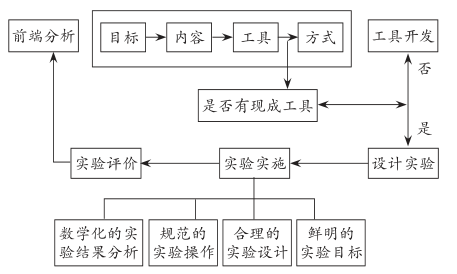 前端分析
目标
内容
工具
方式
工具开发
否
是否有现成工具
是
实验评价
实验实施
设计实验
数学化的实
验结果分析
规范的
实验操作
合理的
实验设计
鲜明的
实验目标